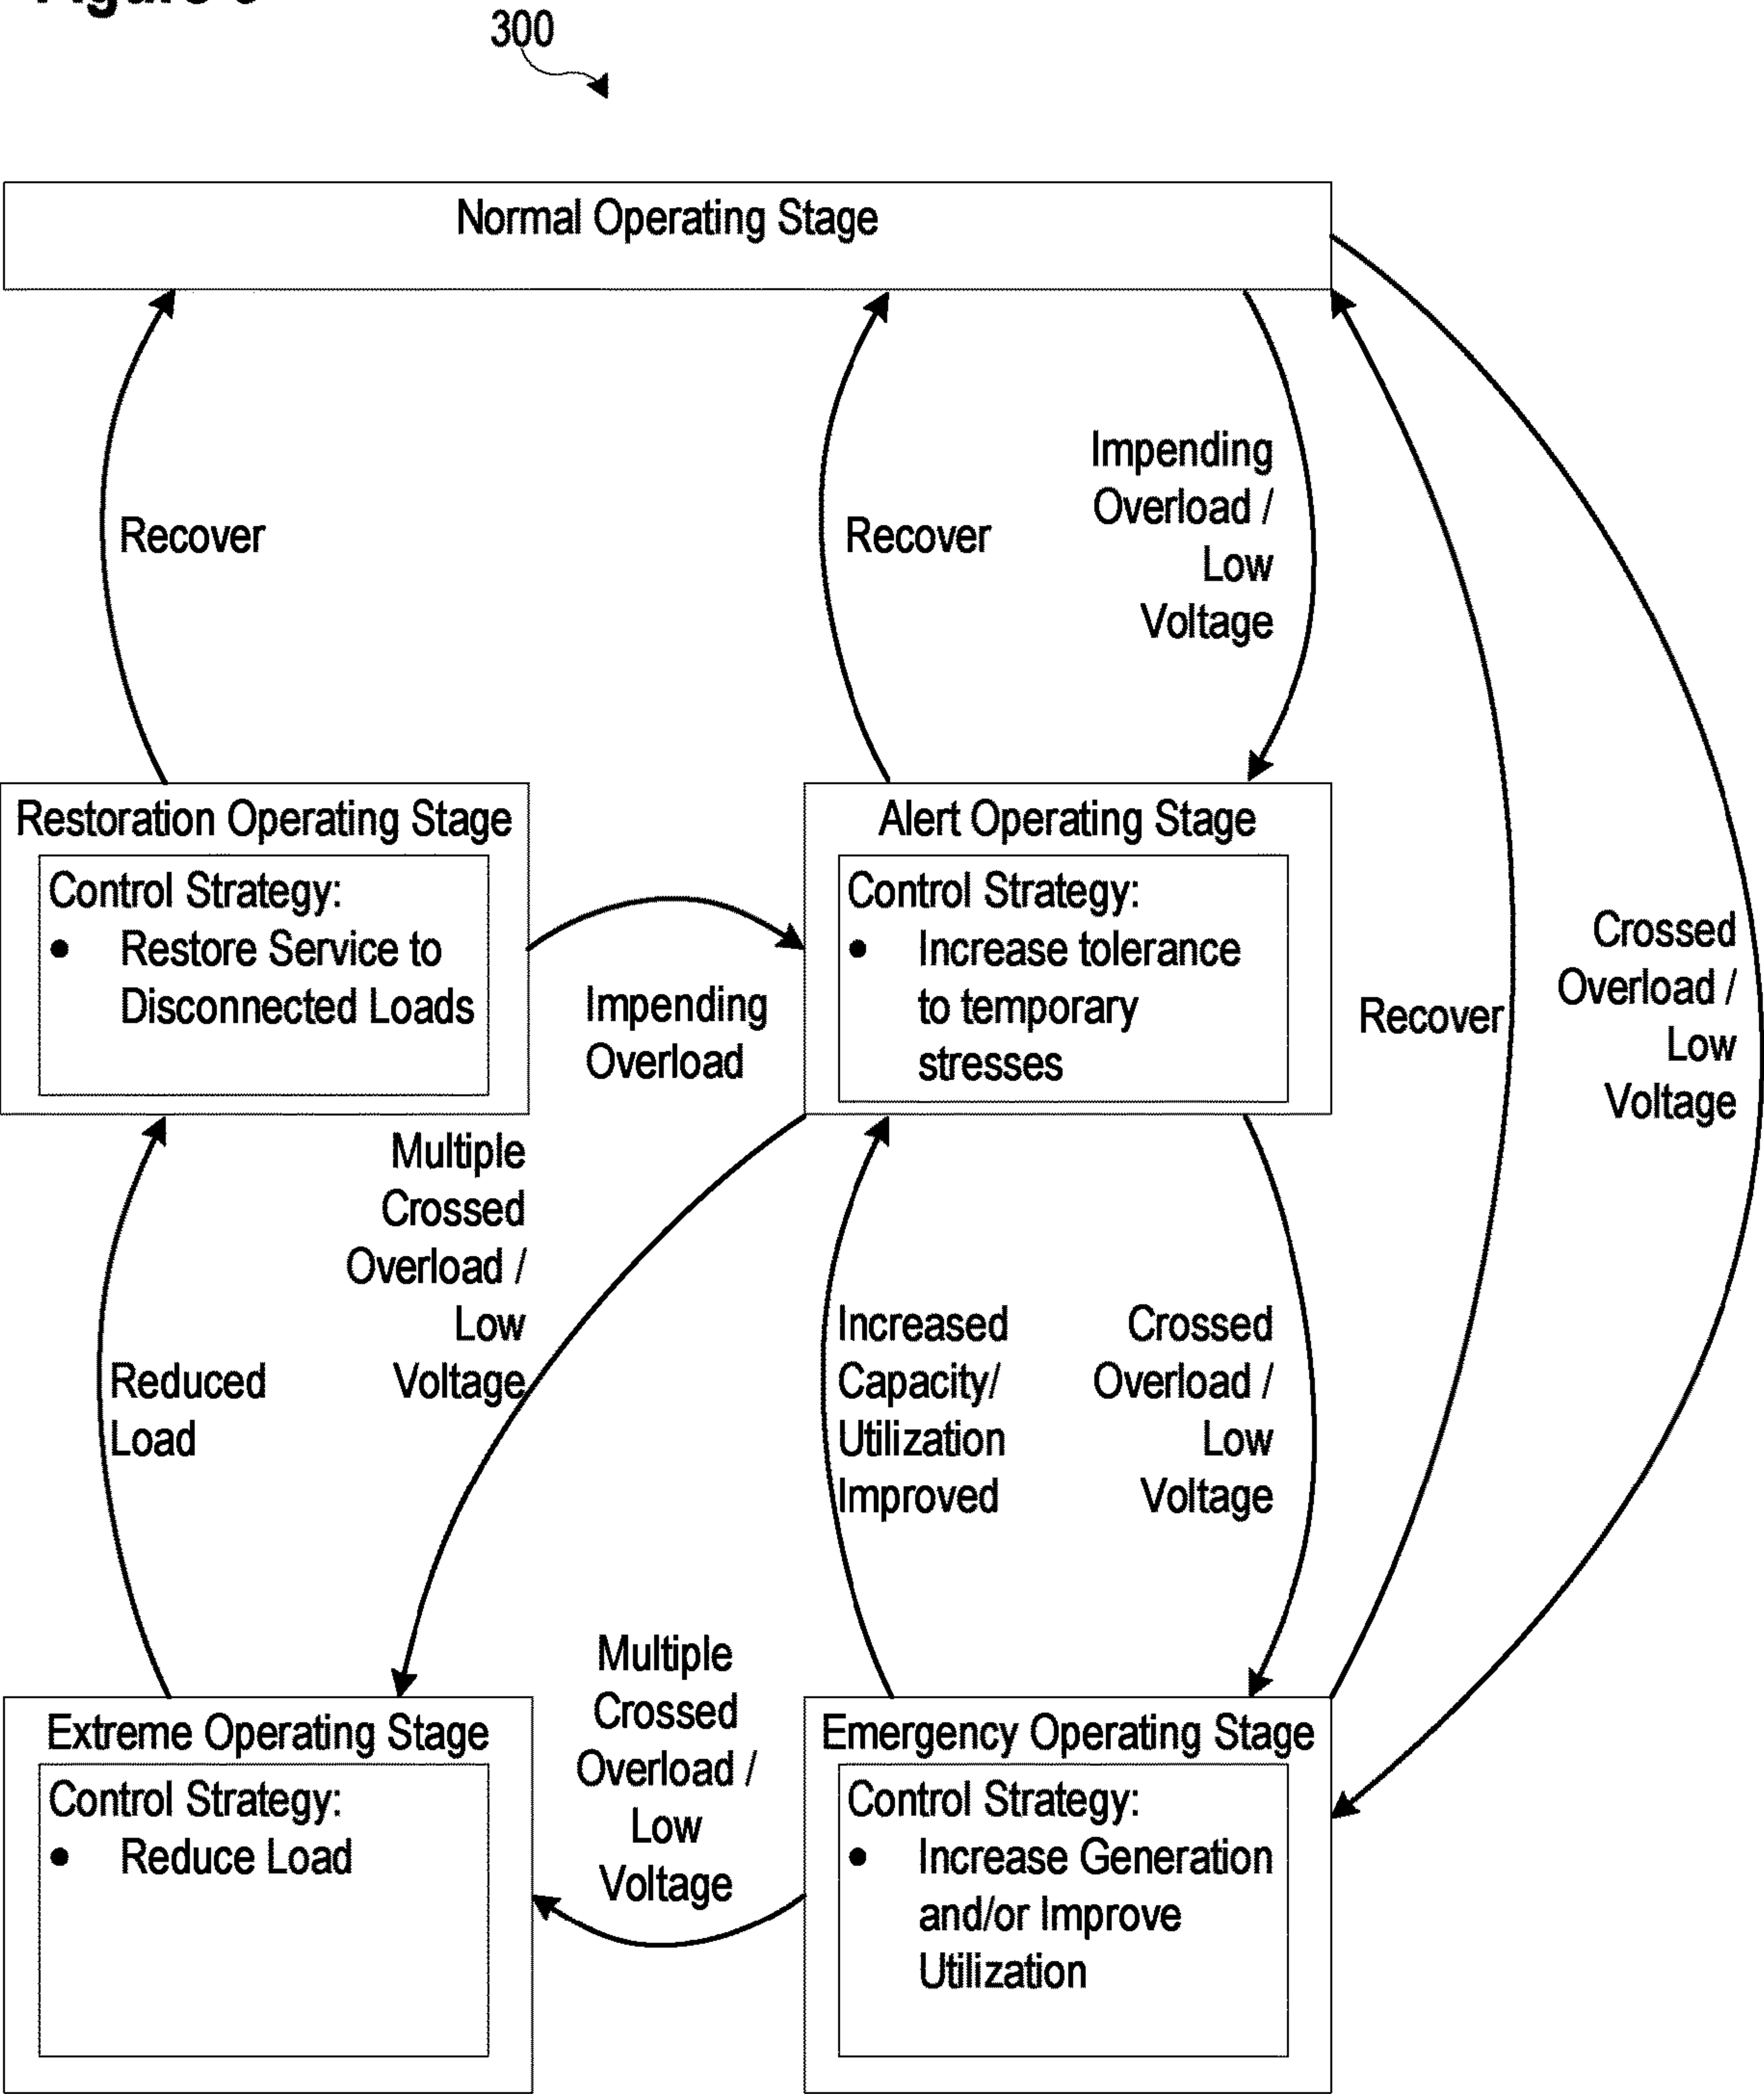 300
Normal Operating Stage
Recover
Recover
Impending
Overload /
Low
Voltage
Restoration Operating Stage
Control Strategy:
• Restore Service to
Disconnected Loads
Impending
Overload
Alert Operating Stage
Control Strategy:
• Increase tolerance
to temporary
stresses
Recover
Crossed
Overload /
Low
Voltage
Multiple
Crossed
Overload /
Low
Voltage
Reduced
Load
Increased
Capacity/
Utilization
Improved
Crossed
Overload /
Low
Voltage
Extreme Operating Stage
Control Strategy:
• Reduce Load
Multiple
Crossed
Overload /
Low
Voltage
Emergency Operating Stage
Control Strategy:
• Increase Generation
and/or Improve
Utilization